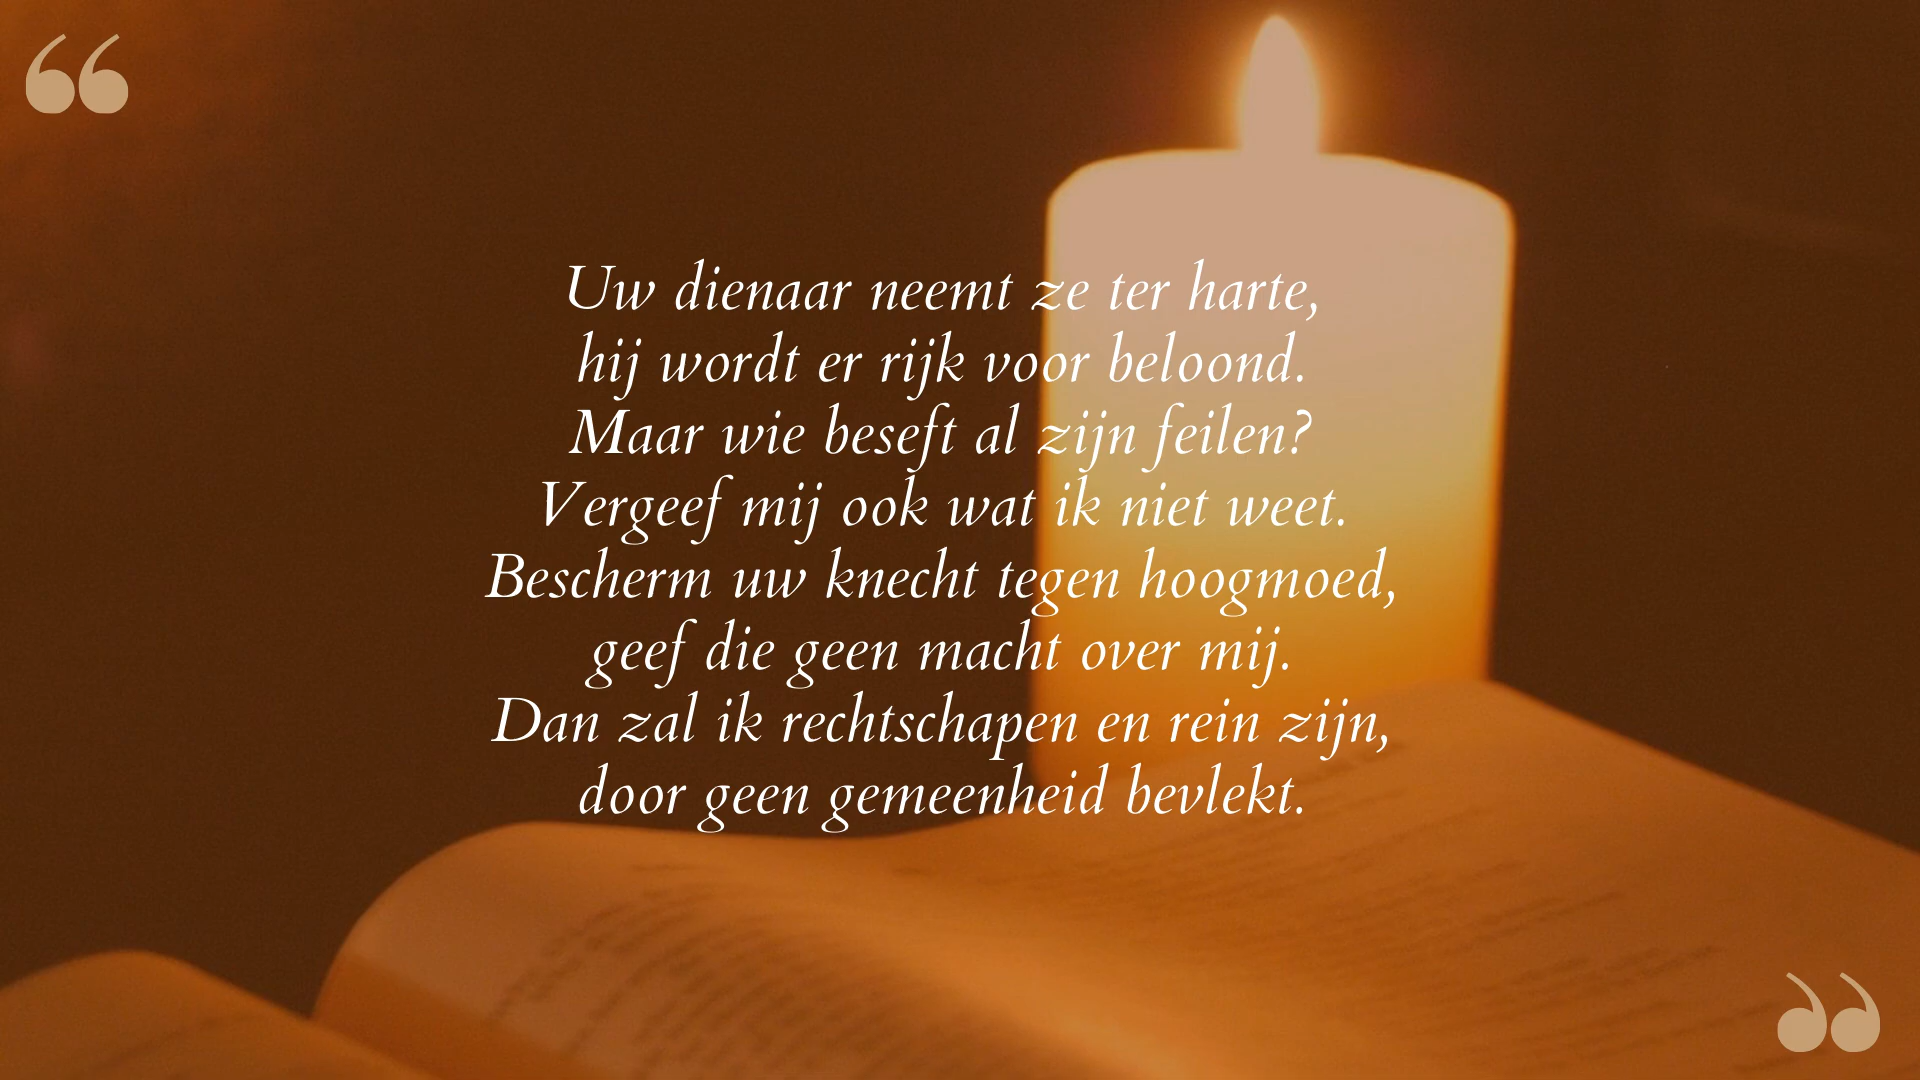 “
Uw dienaar neemt ze ter harte,
hij wordt er rijk voor beloond.
Maar wie beseft al zijn feilen?
Vergeef mij ook wat ik niet weet.
Bescherm uw knecht tegen hoogmoed,
geef die geen macht over mij.
Dan zal ik rechtschapen en rein zijn,
door geen gemeenheid bevlekt.
”